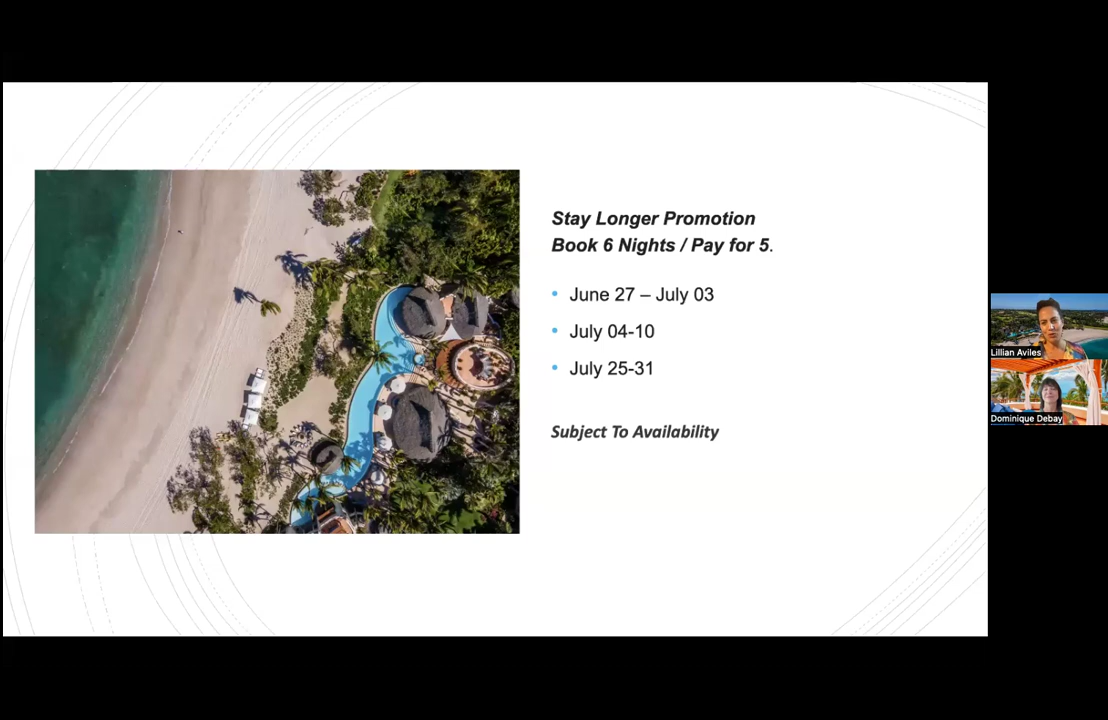 Stay Longer Promotion
Book 6 Nights / Pay for 5.
• June 27 – July 03
• July 04-10
• July 25-31
Subject To Availability
Lillian Aviles
Dominique Debay